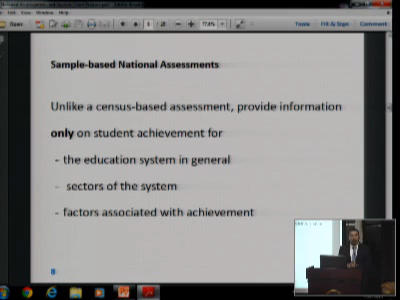 Tools
Fill & Sign
Comment
Sample-based National Assessments
Unlike a census-based assessment, provide information
only on student achievement for
- the education system in general
- sectors of the system
- factors associated with achievement
8